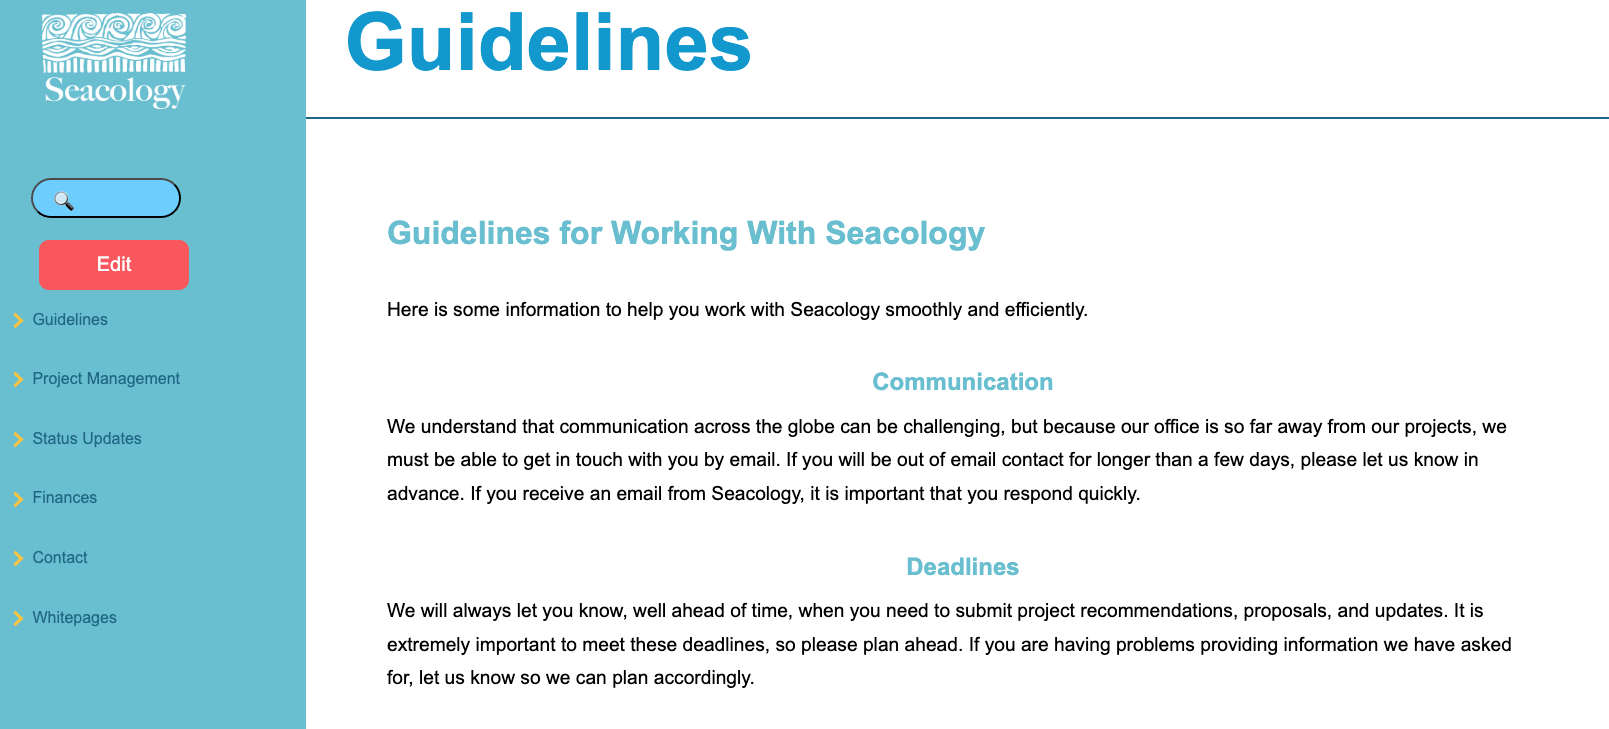 Seacology
Edit
Guidelines
Project Management
Status Updates
Finances
Contact
Whitepages
Guidelines
Guidelines for Working With Seacology
Here is some information to help you work with Seacology smoothly and efficiently.
Communication
We understand that communication across the globe can be challenging, but because our office is so far away from our projects, we
must be able to get in touch with you by email. If you will be out of email contact for longer than a few days, please let us know in
advance. If you receive an email from Seacology, it is important that you respond quickly.
Deadlines
We will always let you know, well ahead of time, when you need to submit project recommendations, proposals, and updates. It is
extremely important to meet these deadlines, so please plan ahead. If you are having problems providing information we have asked
for, let us know so we can plan accordingly.